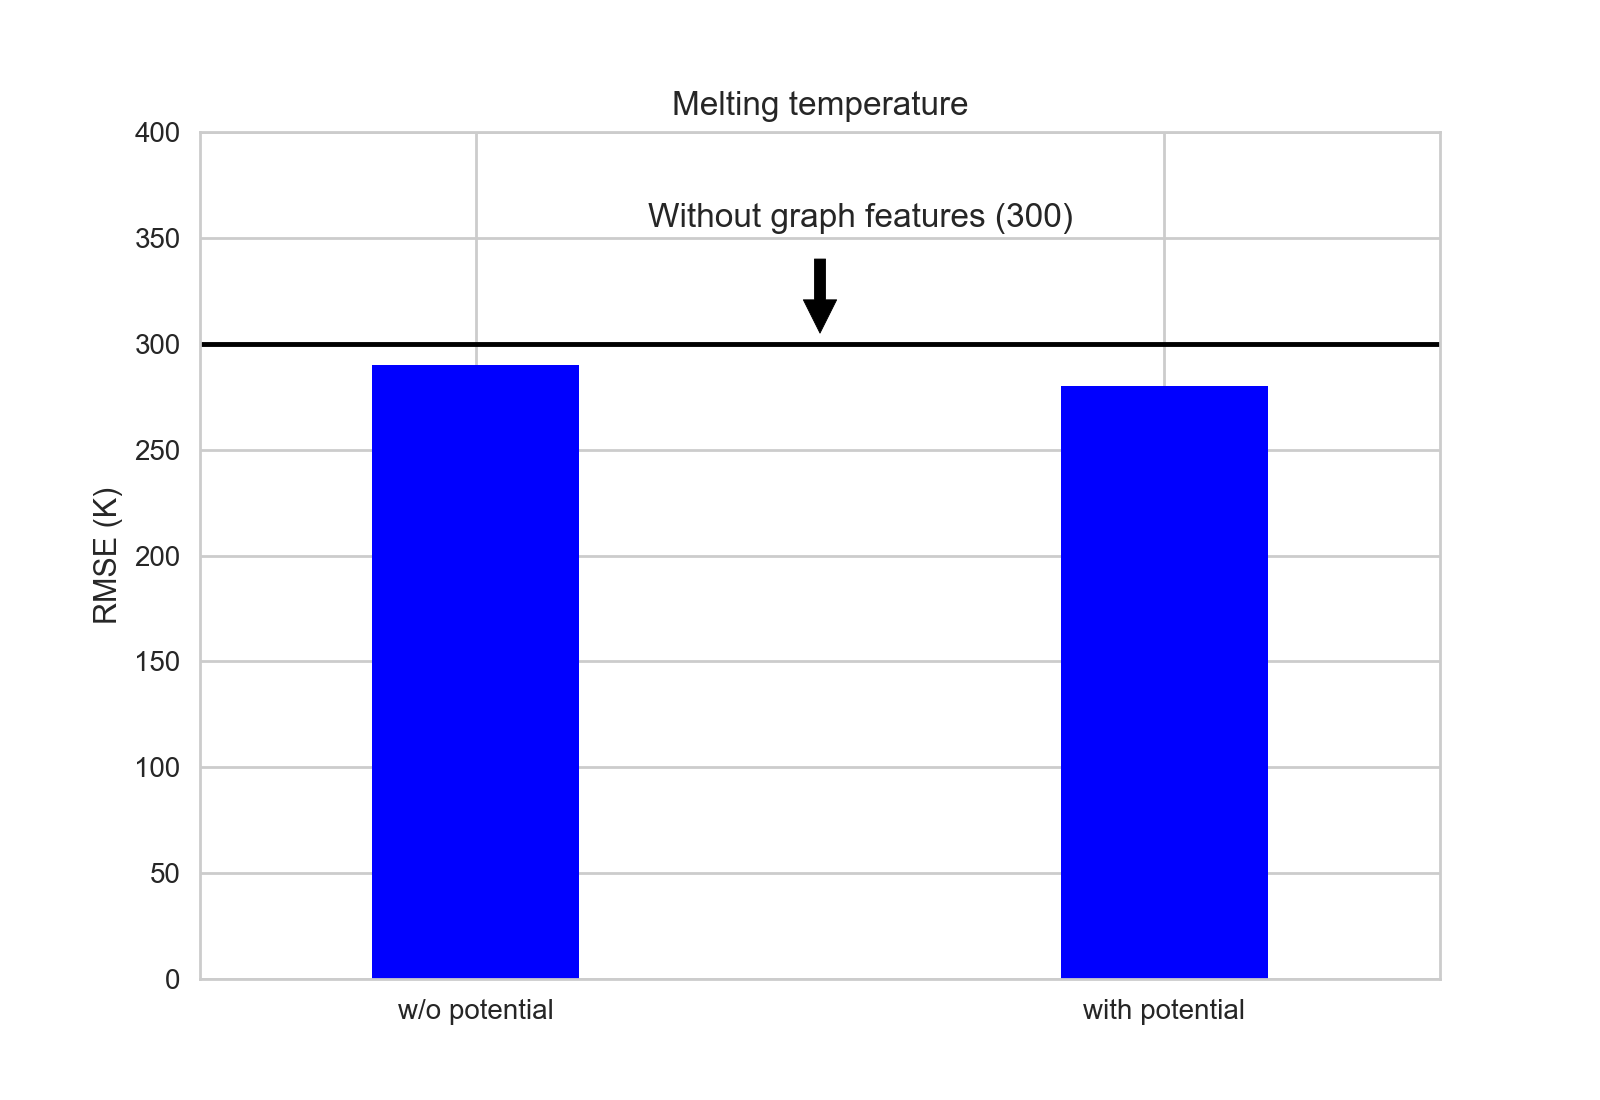 Melting temperature
400
Without graph features (300)
350
300
250
200
150
100
50
0
RMSE (K)
w/o potential
with potential